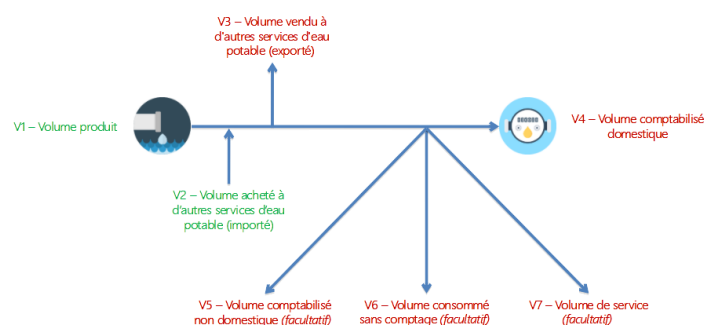 V3 – Volume vendu à
d'autres services d'eau
potable (exporté)
V1 – Volume produit
V4 – Volume comptabilisé
domestique
V2 – Volume acheté à
d'autres services d'eau
potable (importé)
V5 – Volume comptabilisé
non domestique (facultatif)
V6 – Volume consommé
sans comptage (facultatif)
V7 – Volume de service
(facultatif)